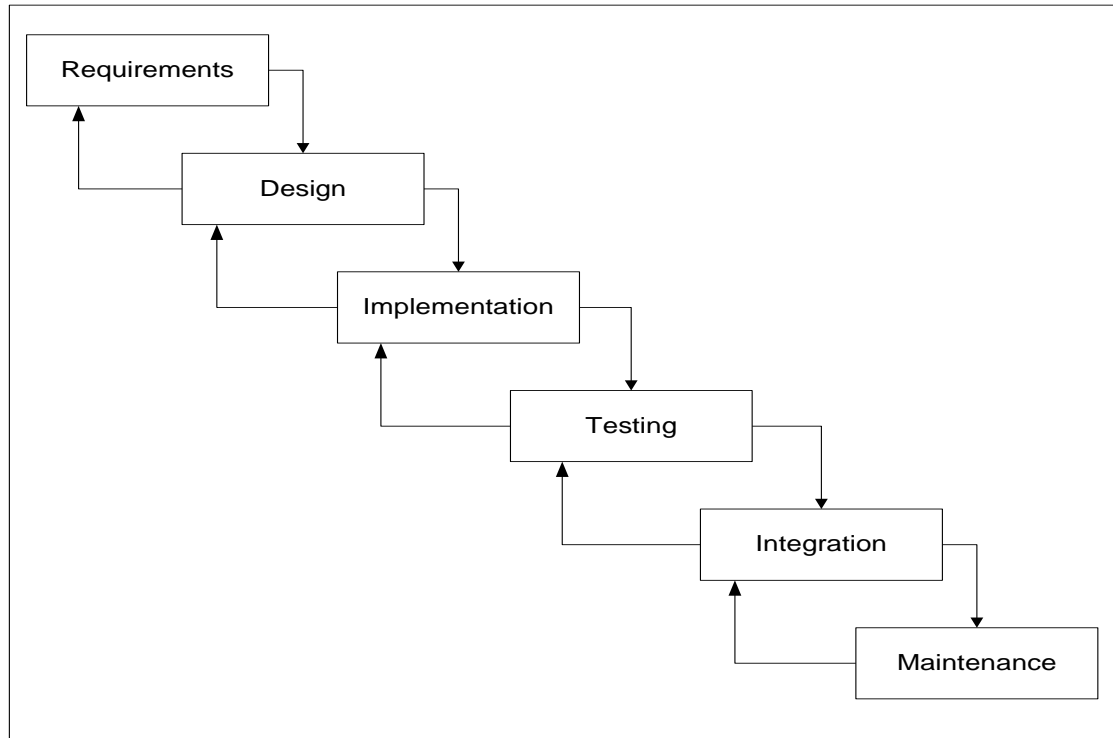 Requirements
Design
Implementation
Testing
Integration
Maintenance